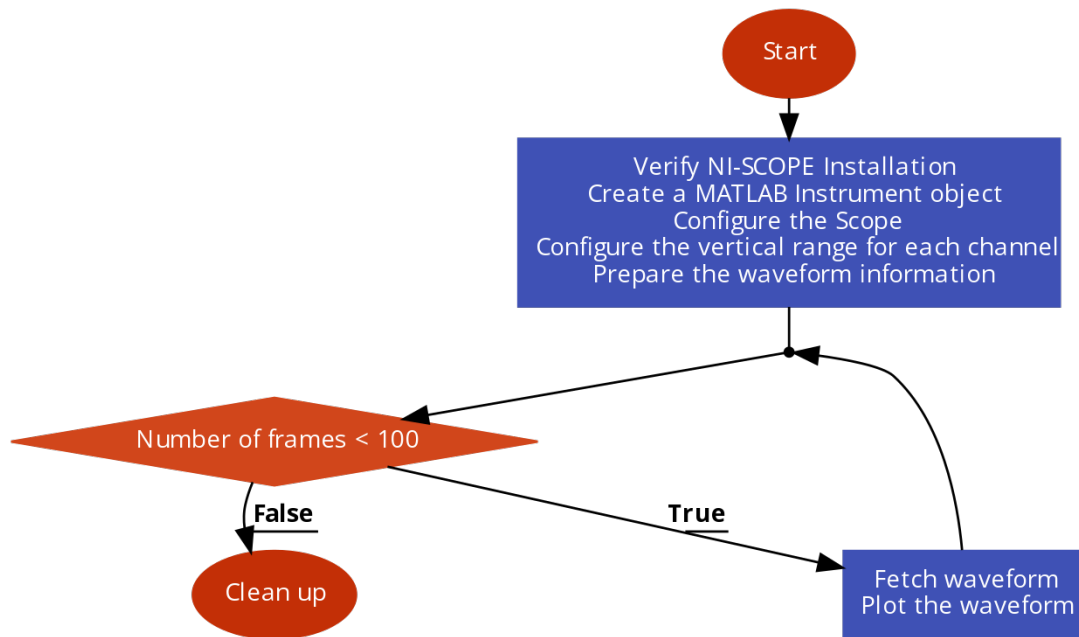 Start
Verify NI-SCOPE Installation
Create a MATLAB Instrument object
Configure the Scope
Configure the vertical range for each channel
Prepare the waveform information
Number of frames < 100
False
True
Clean up
Fetch waveform
Plot the waveform